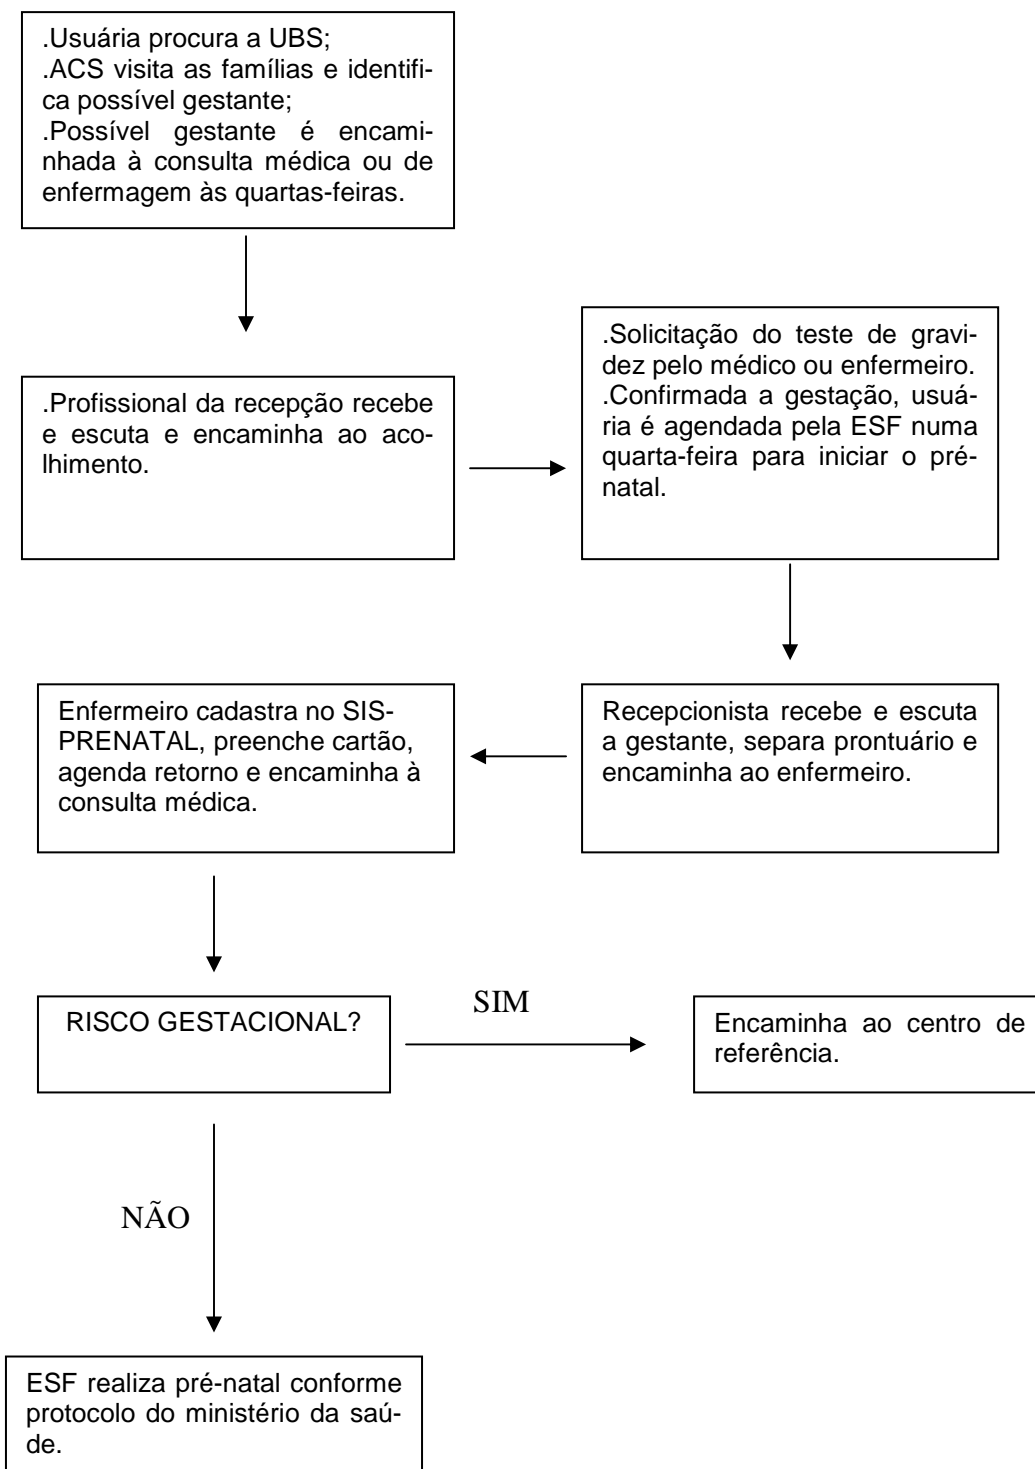 .Usuária procura a UBS;
.ACS visita as famílias e identifi-
ca possível gestante;
.Possível gestante é encami-
nhada à consulta médica ou de
enfermagem às quartas-feiras.
.Profissional da recepção recebe
e escuta e encaminha ao aco-
lhimento.
.Solicitação do teste de gravi-
dez pelo médico ou enfermeiro.
.Confirmada a gestação, usuá-
ria é agendada pela ESF numa
quarta-feira para iniciar o pré-
natal.
Recepcionista recebe e escuta
a gestante, separa prontuário e
encaminha ao enfermeiro.
Enfermeiro cadastra no SIS-
PRENATAL, preenche cartão,
agenda retorno e encaminha à
consulta médica.
RISCO GESTACIONAL?
SIM
Encaminha ao centro de
referência.
NÃO
ESF realiza pré-natal conforme
protocolo do ministério da saú-
de.